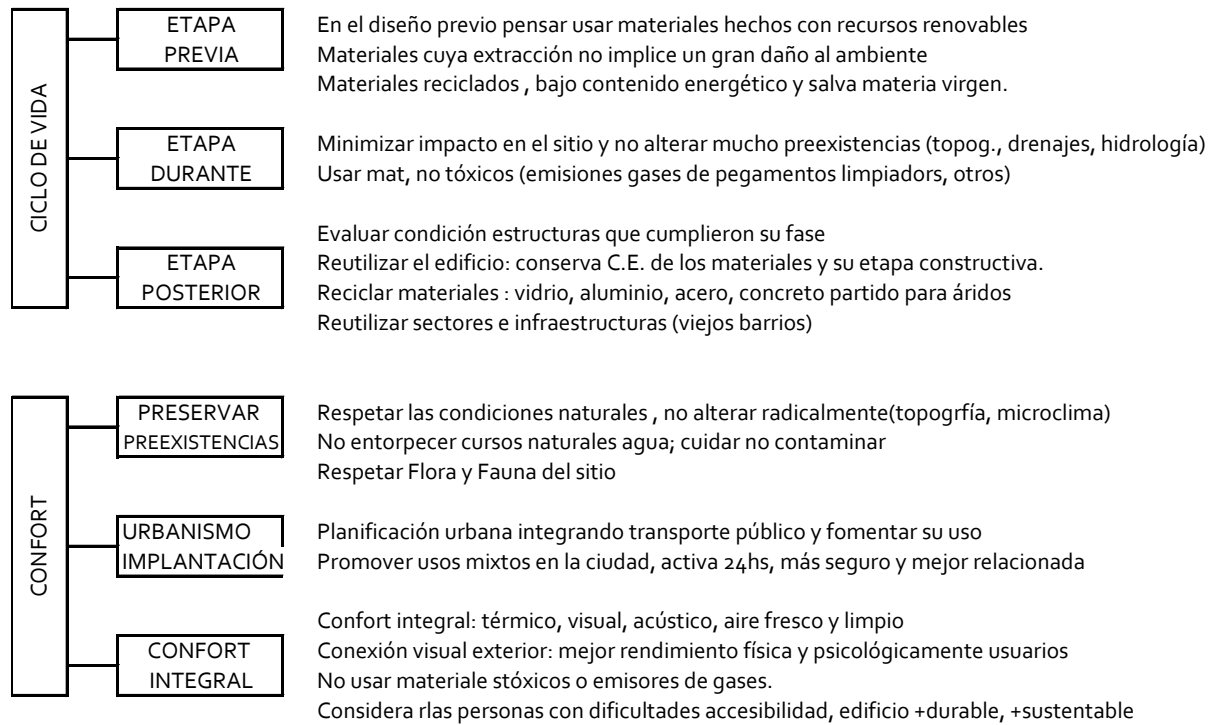 CICLO DE VIDA
ETAPA
PREVIA
En el diseño previo pensar usar materiales hechos con recursos renovables
Materiales cuya extracción no implice un gran daño al ambiente
Materiales reciclados , bajo contenido energético y salva materia virgen.
ETAPA
DURANTE
Minimizar impacto en el sitio y no alterar mucho preexistencias (topog., drenajes, hidrología)
Usar mat, no tóxicos (emisiones gases de pegamentos limpiadors, otros)
ETAPA
POSTERIOR
Evaluar condición estructuras que cumplieron su fase
Reutilizar el edificio: conserva C.E. de los materiales y su etapa constructiva.
Reciclar materiales : vidrio, aluminio, acero, concreto partido para áridos
Reutilizar sectores e infraestructuras (viejos barrios)
CONFORT
PRESERVAR
PREEXISTENCIAS
Respetar las condiciones naturales , no alterar radicalmente(topogrfía, microclima)
No entorpecer cursos naturales agua; cuidar no contaminar
Respetar Flora y Fauna del sitio
URBANISMO
IMPLANTACIÓN
Planificación urbana integrando transporte público y fomentar su uso
Promover usos mixtos en la ciudad, activa 24hs, más seguro y mejor relacionada
CONFORT
INTEGRAL
Confort integral: térmico, visual, acústico, aire fresco y limpio
Conexión visual exterior: mejor rendimiento física y psicológicamente usuarios
No usar materiale stóxicos o emisores de gases.
Considera rlas personas con dificultades accesibilidad, edificio +durable, +sustentable